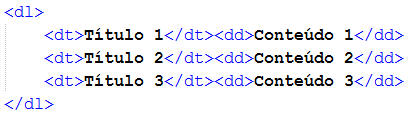 <dl>
<dt>Título 1</dt><dd>Conteúdo 1</dd>
<dt>Título 2</dt><dd>Conteúdo 2</dd>
<dt>Título 3</dt><dd>Conteúdo 3</dd>
</dl>